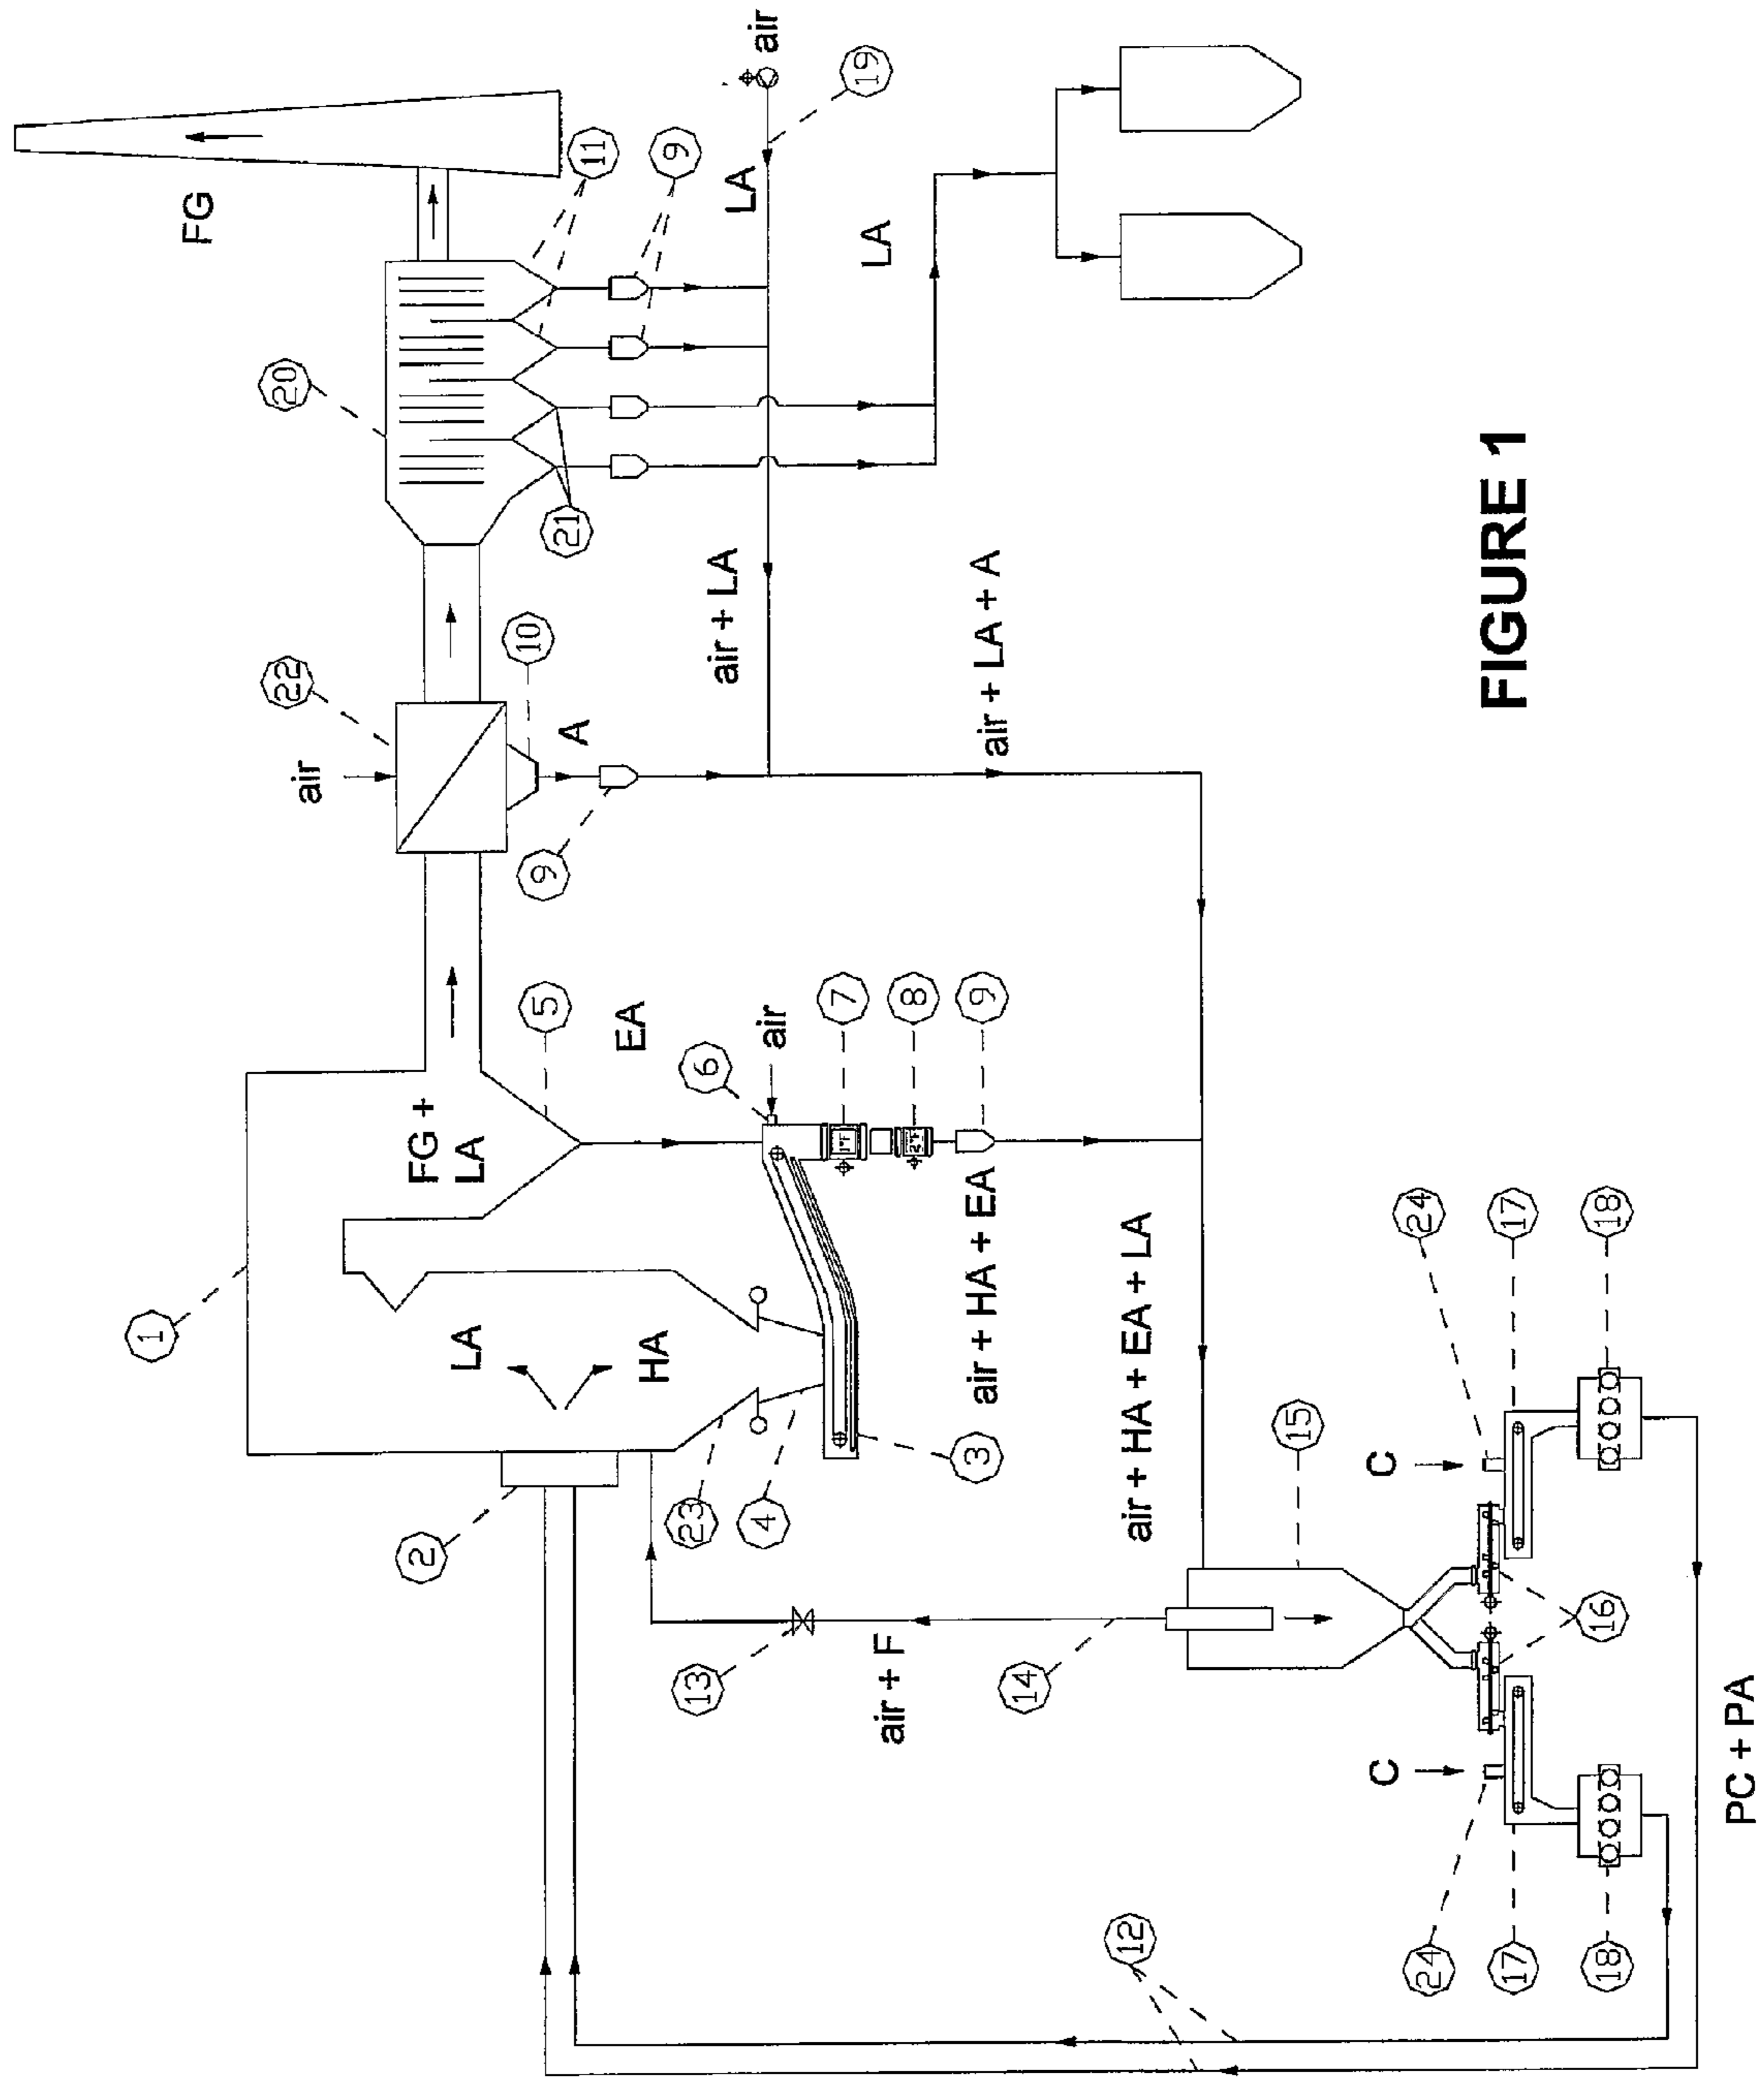 FG
air
20
22
11
9
LA
19
LA
21
10
A
air + LA
air
9
air + LA + A
FIGURE 1
1
FG +
LA
5
EA
6
air
7
1°F
8
2°F
9
LA
HA
2
23
4
3
air + HA + EA
air + HA + EA + LA
13
air + F
14
15
24
17
18
C
16
C
24
17
18
12
PC + PA